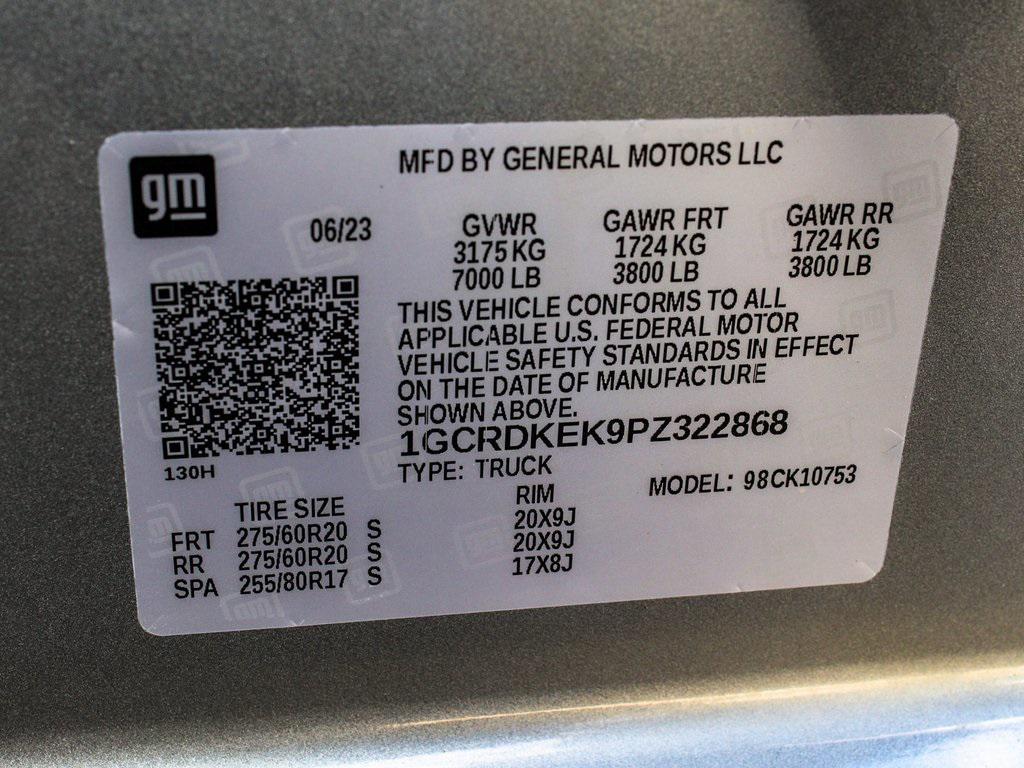 gm
MFD BY GENERAL MOTORS LLC
06/23 GVWR GAWR FRT GAWR RR
3175 KG 1724 KG 1724 KG
7000 LB 3800 LB 3800 LB
THIS VEHICLE CONFORMS TO ALL
APPLICABLE U.S. FEDERAL MOTOR
VEHICLE SAFETY STANDARDS IN EFFECT
ON THE DATE OF MANUFACTURE
SHOWN ABOVE.
1GCRDKEK9PZ322868
130H
TYPE: TRUCK MODEL: 98CK10753
TIRE SIZE RIM
FRT 275/60R20 S 20X9J
RR 275/60R20 S 20X9J
SPA 255/80R17 S 17X8J